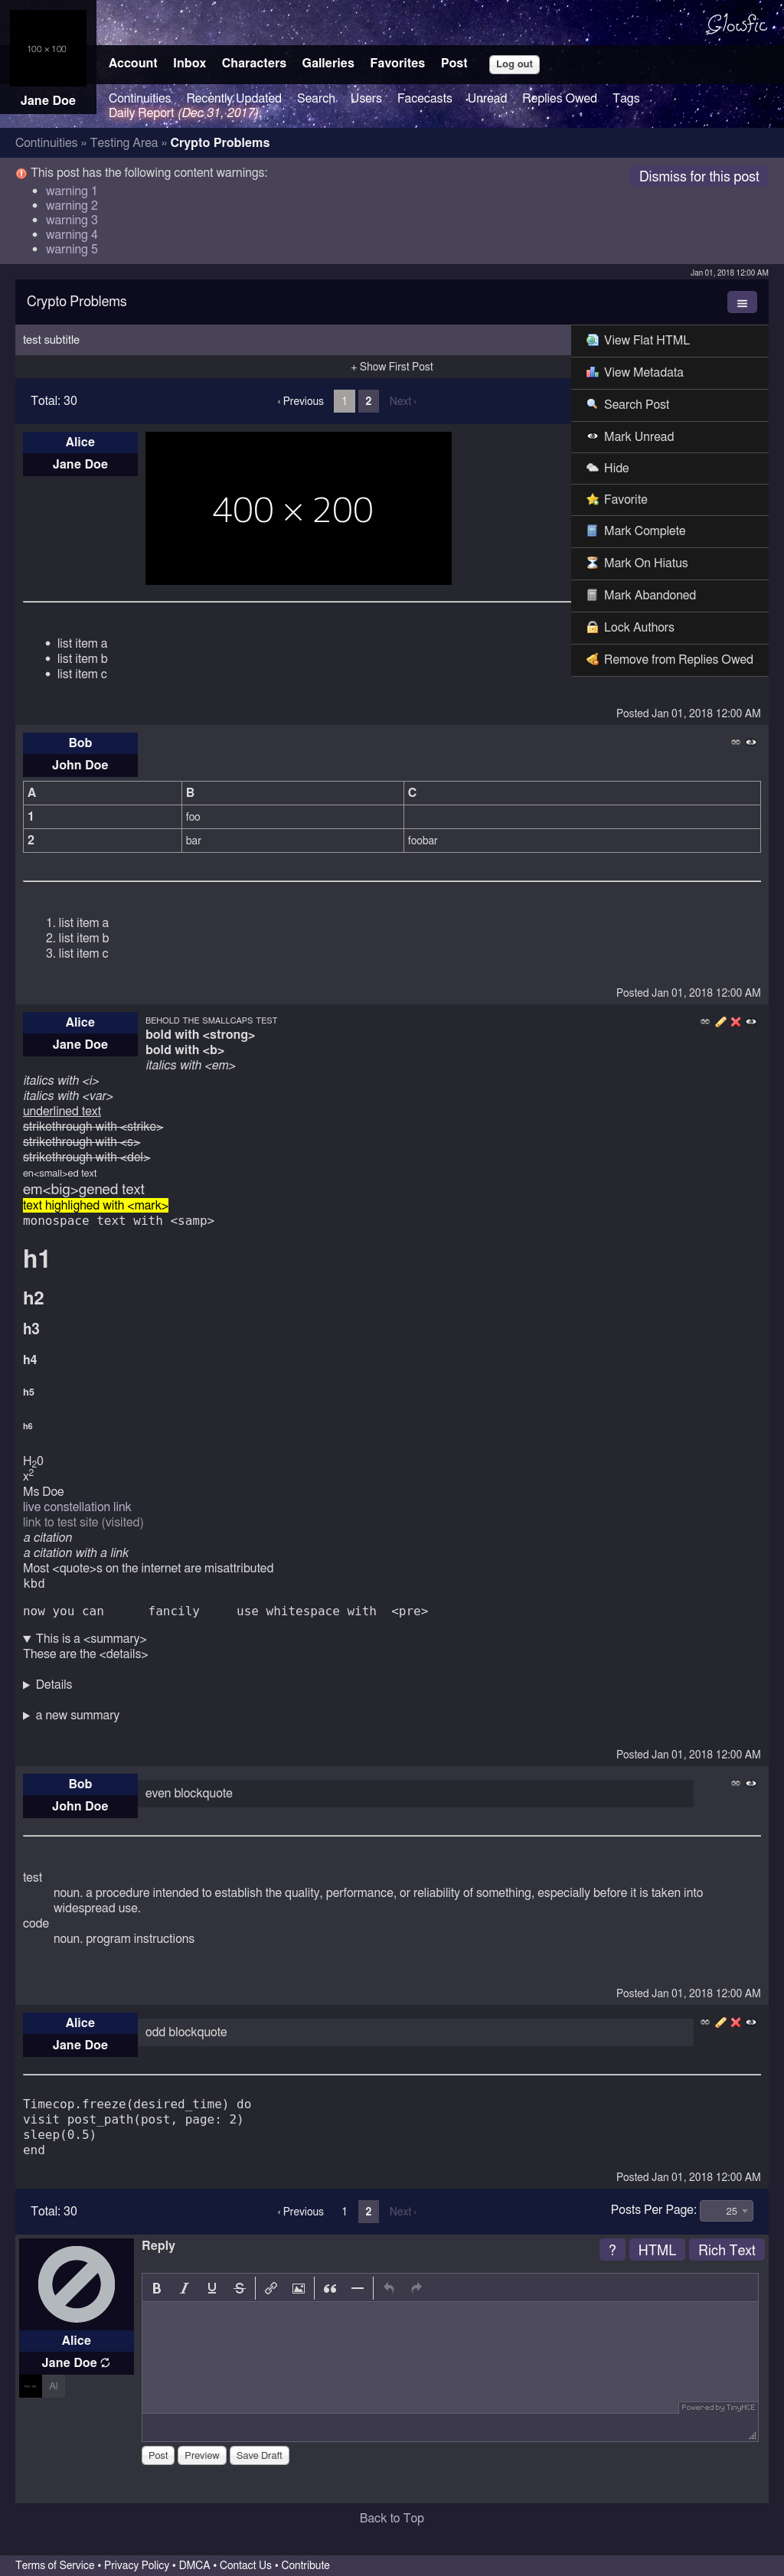 Glowfic
100 × 100
Jane Doe
Account Inbox Characters Galleries Favorites Post Log out
Continuities Recently Updated Search Users Facecasts Unread Replies Owed Tags
Daily Report (Dec 31, 2017)
Continuities » Testing Area » Crypto Problems
This post has the following content warnings:
Dismiss for this post
• warning 1
• warning 2
• warning 3
• warning 4
• warning 5
Jan 01, 2018 12:00 AM
Crypto Problems
test subtitle
+ Show First Post
Total: 30 ‹ Previous 1 2 Next ›
View Flat HTML
View Metadata
Search Post
Mark Unread
Hide
Favorite
Mark Complete
Mark On Hiatus
Mark Abandoned
Lock Authors
Remove from Replies Owed
Alice
Jane Doe
400 × 200
• list item a
• list item b
• list item c
Posted Jan 01, 2018 12:00 AM
Bob
John Doe
A B C
1 foo
2 bar foobar
1. list item a
2. list item b
3. list item c
Posted Jan 01, 2018 12:00 AM
Alice
Jane Doe
BEHOLD THE SMALLCAPS TEST
bold with <strong>
bold with <b>
italics with <em>
italics with <i>
italics with <var>
underlined text
strikethrough with <strike>
strikethrough with <s>
strikethrough with <del>
en<small>ed text
em<big>gened text
text highlighed with <mark>
monospace text with <samp>
h1
h2
h3
h4
h5
h6
H20
x2
Ms Doe
live constellation link
link to test site (visited)
a citation
a citation with a link
Most <quote>s on the internet are misattributed
kbd
now you can      fancily     use whitespace with  <pre>
▼ This is a <summary>
These are the <details>
▶ Details
▶ a new summary
Posted Jan 01, 2018 12:00 AM
Bob
John Doe
even blockquote
test
noun. a procedure intended to establish the quality, performance, or reliability of something, especially before it is taken into
widespread use.
code
noun. program instructions
Posted Jan 01, 2018 12:00 AM
Alice
Jane Doe
odd blockquote
Timecop.freeze(desired_time) do
visit post_path(post, page: 2)
sleep(0.5)
end
Posted Jan 01, 2018 12:00 AM
Total: 30 ‹ Previous 1 2 Next › Posts Per Page: 25
Reply ? HTML Rich Text
Alice
Jane Doe
Al
B I U S
Powered by TinyMCE
Post Preview Save Draft
Back to Top
Terms of Service • Privacy Policy • DMCA • Contact Us • Contribute